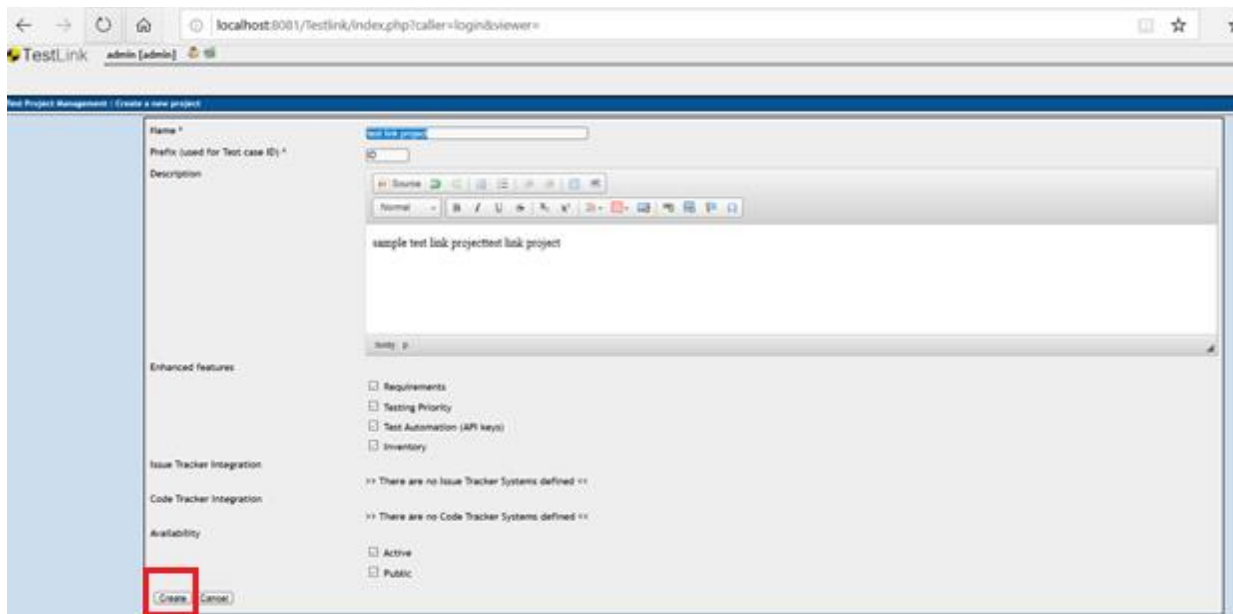 localhost:8081/Testlink/index.php?caller=login&viewer=
TestLink admin [admin]
Test Project Management : Create a new project
Name *
test link project
Prefix (used for Test case ID) *
ID
Description
Source
Normal
B I U S
sample test link projecttest link project
body p
Enhanced features
Requirements
Testing Priority
Test Automation (API keys)
Inventory
Issue Tracker Integration
>> There are no Issue Tracker Systems defined <<
Code Tracker Integration
>> There are no Code Tracker Systems defined <<
Availability
Active
Public
Create Cancel